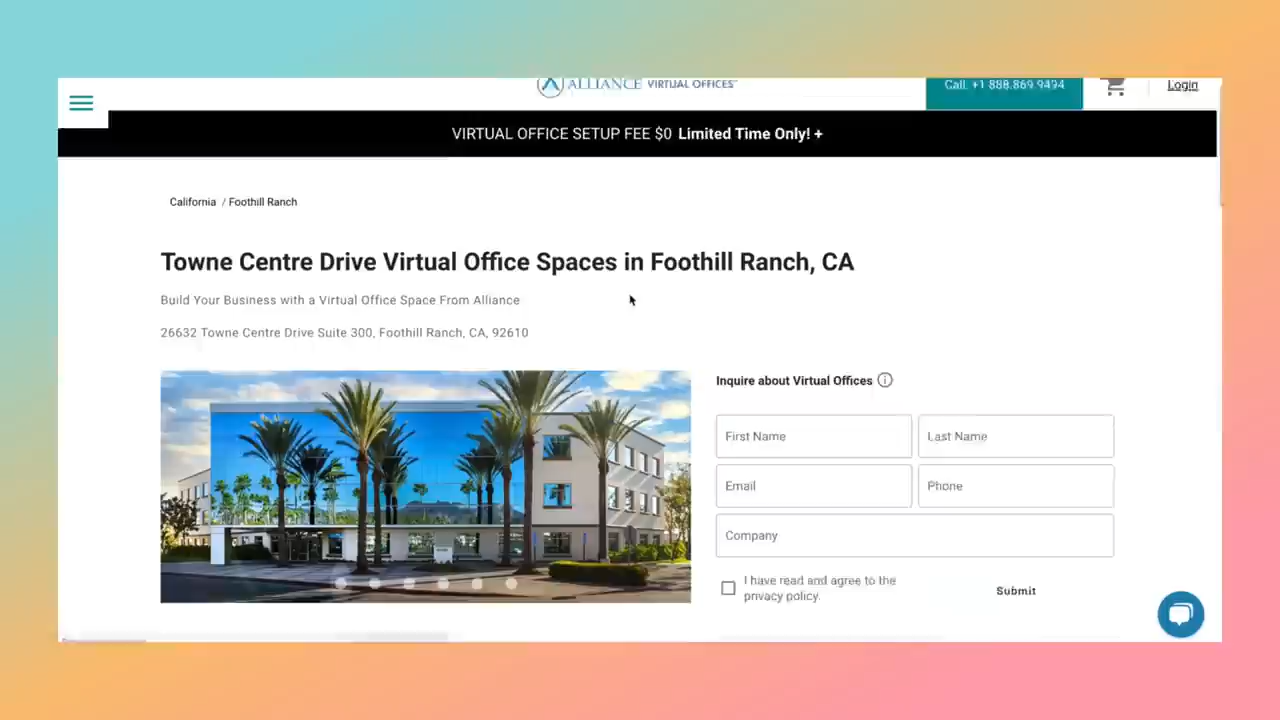 ALLIANCE VIRTUAL OFFICES
Call +1 888.869.9494
Login
VIRTUAL OFFICE SETUP FEE $0 Limited Time Only! +
California / Foothill Ranch
Towne Centre Drive Virtual Office Spaces in Foothill Ranch, CA
Build Your Business with a Virtual Office Space From Alliance
26632 Towne Centre Drive Suite 300, Foothill Ranch, CA, 92610
Inquire about Virtual Offices
First Name
Last Name
Email
Phone
Company
I have read and agree to the
privacy policy.
Submit